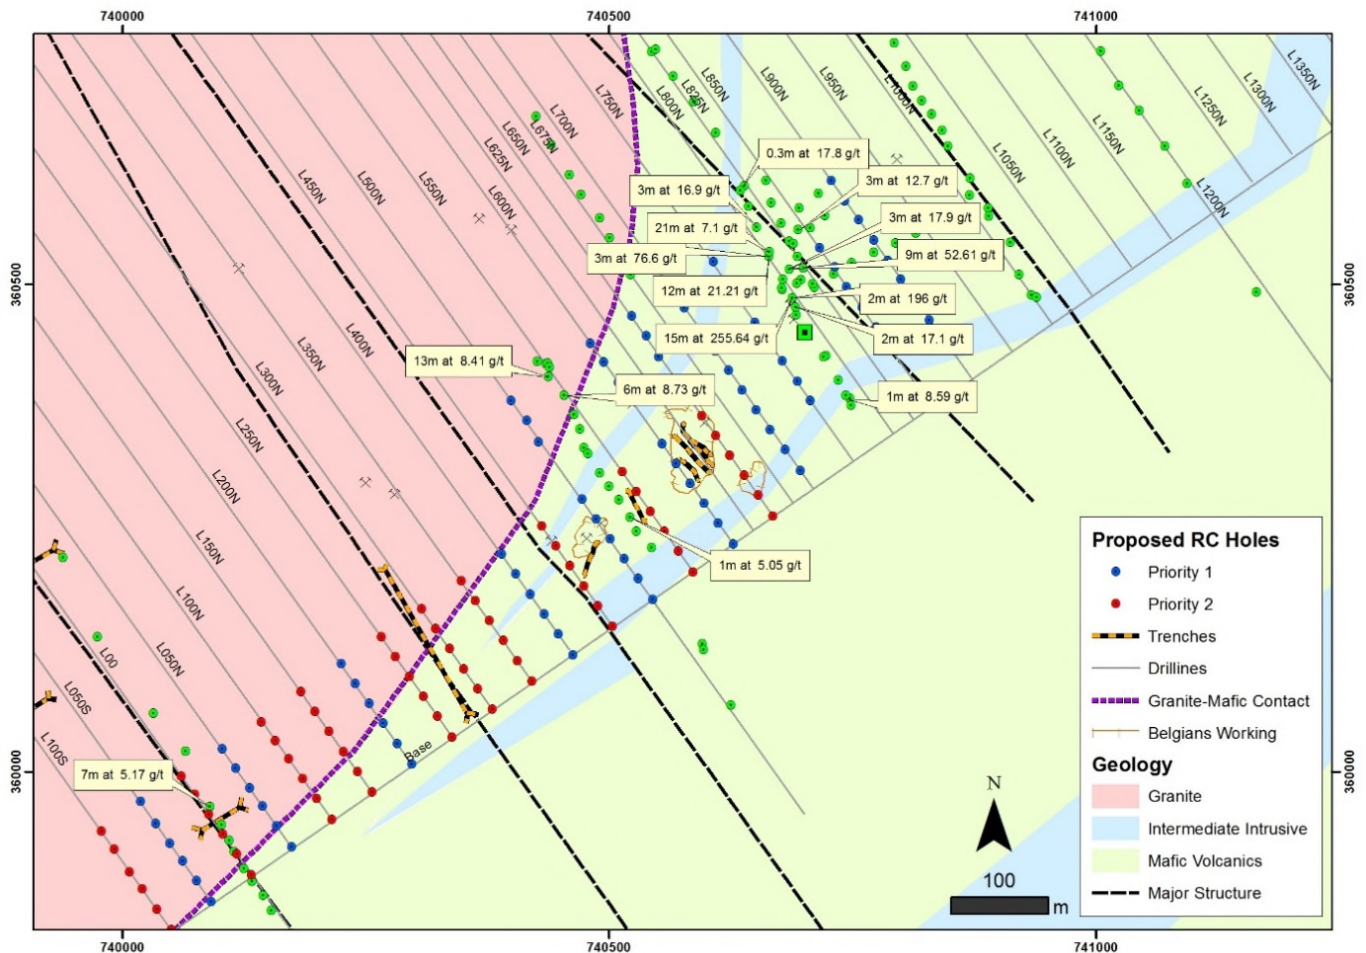 740000
740500
741000
L1350N
L1300N
L1250N
L1200N
L1150N
L1100N
L1050N
L1000N
L950N
L900N
L850N
L825N
L800N
L750N
L700N
L675N
L650N
L625N
L600N
L550N
L500N
L450N
L400N
L350N
L300N
L250N
L200N
L150N
L100N
L050N
L00
L050S
L100S
0.3m at 17.8 g/t
3m at 16.9 g/t
3m at 12.7 g/t
21m at 7.1 g/t
3m at 17.9 g/t
3m at 76.6 g/t
9m at 52.61 g/t
12m at 21.21 g/t
2m at 196 g/t
15m at 255.64 g/t
2m at 17.1 g/t
13m at 8.41 g/t
6m at 8.73 g/t
1m at 8.59 g/t
1m at 5.05 g/t
7m at 5.17 g/t
Base
360500
360500
360000
360000
Proposed RC Holes
Priority 1
Priority 2
Trenches
Drillines
Granite-Mafic Contact
Belgians Working
Geology
Granite
Intermediate Intrusive
Mafic Volcanics
Major Structure
N
100
m
740000
740500
741000